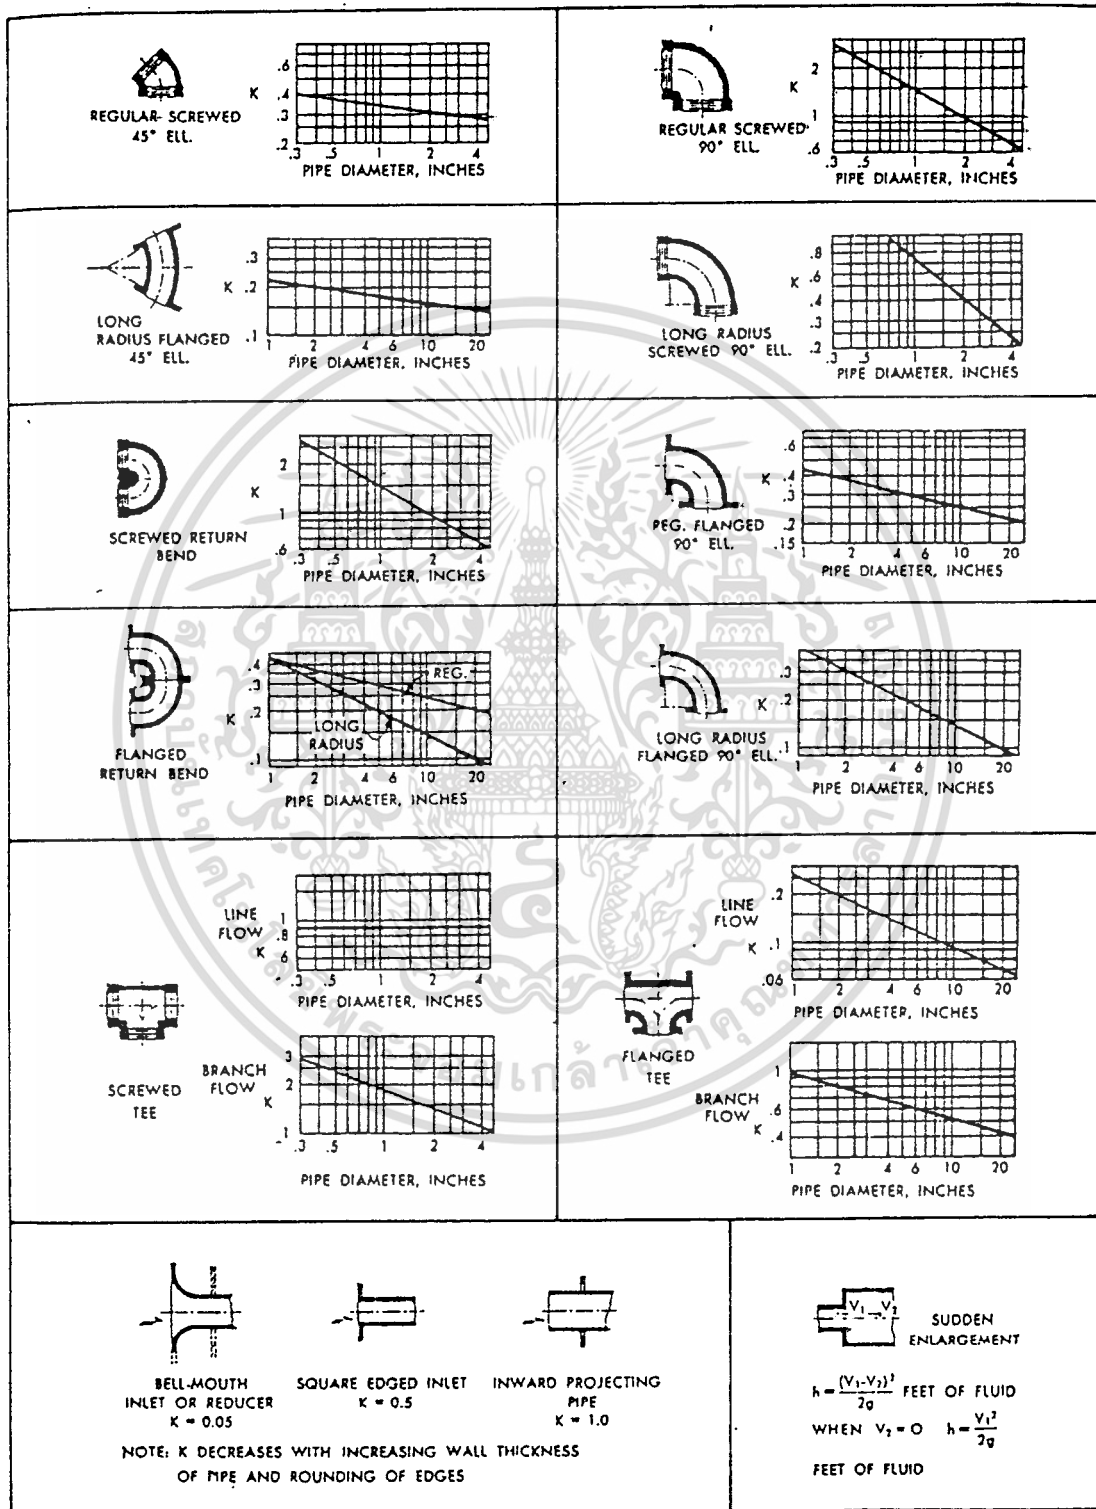 REGULAR SCREWED
45° ELL.
K
.6
.4
.3
.2
.3 .5 1 2 4
PIPE DIAMETER, INCHES
REGULAR SCREWED
90° ELL.
K
2
1
.6
.3 .5 1 2 4
PIPE DIAMETER, INCHES
LONG
RADIUS FLANGED
45° ELL.
K
.3
.2
.1
1 2 4 6 10 20
PIPE DIAMETER, INCHES
LONG RADIUS
SCREWED 90° ELL.
K
.8
.6
.4
.3
.2
.3 .5 1 2 4
PIPE DIAMETER, INCHES
SCREWED RETURN
BEND
K
2
1
.6
.3 .5 1 2 4
PIPE DIAMETER, INCHES
REG. FLANGED
90° ELL.
K
.6
.4
.3
.2
.15
1 2 4 6 10 20
PIPE DIAMETER, INCHES
FLANGED
RETURN BEND
K
.4
.3
.2
.1
REG.
LONG
RADIUS
1 2 4 6 10 20
PIPE DIAMETER, INCHES
LONG RADIUS
FLANGED 90° ELL.
K
.3
.2
.1
1 2 4 6 10 20
PIPE DIAMETER, INCHES
SCREWED
TEE
LINE
FLOW
K
1
.8
.6
.3 .5 1 2 4
PIPE DIAMETER, INCHES
BRANCH
FLOW
K
3
2
1
.3 .5 1 2 4
PIPE DIAMETER, INCHES
FLANGED
TEE
LINE
FLOW
K
.2
.1
.06
1 2 4 6 10 20
PIPE DIAMETER, INCHES
BRANCH
FLOW
K
1
.6
.4
1 2 4 6 10 20
PIPE DIAMETER, INCHES
BELL-MOUTH
INLET OR REDUCER
K = 0.05
SQUARE EDGED INLET
K = 0.5
INWARD PROJECTING
PIPE
K = 1.0
NOTE: K DECREASES WITH INCREASING WALL THICKNESS
OF PIPE AND ROUNDING OF EDGES
V₁ V₂
SUDDEN
ENLARGEMENT
h = (V₁-V₂)²/2g FEET OF FLUID
WHEN V₂ = O h = V₁²/2g
FEET OF FLUID